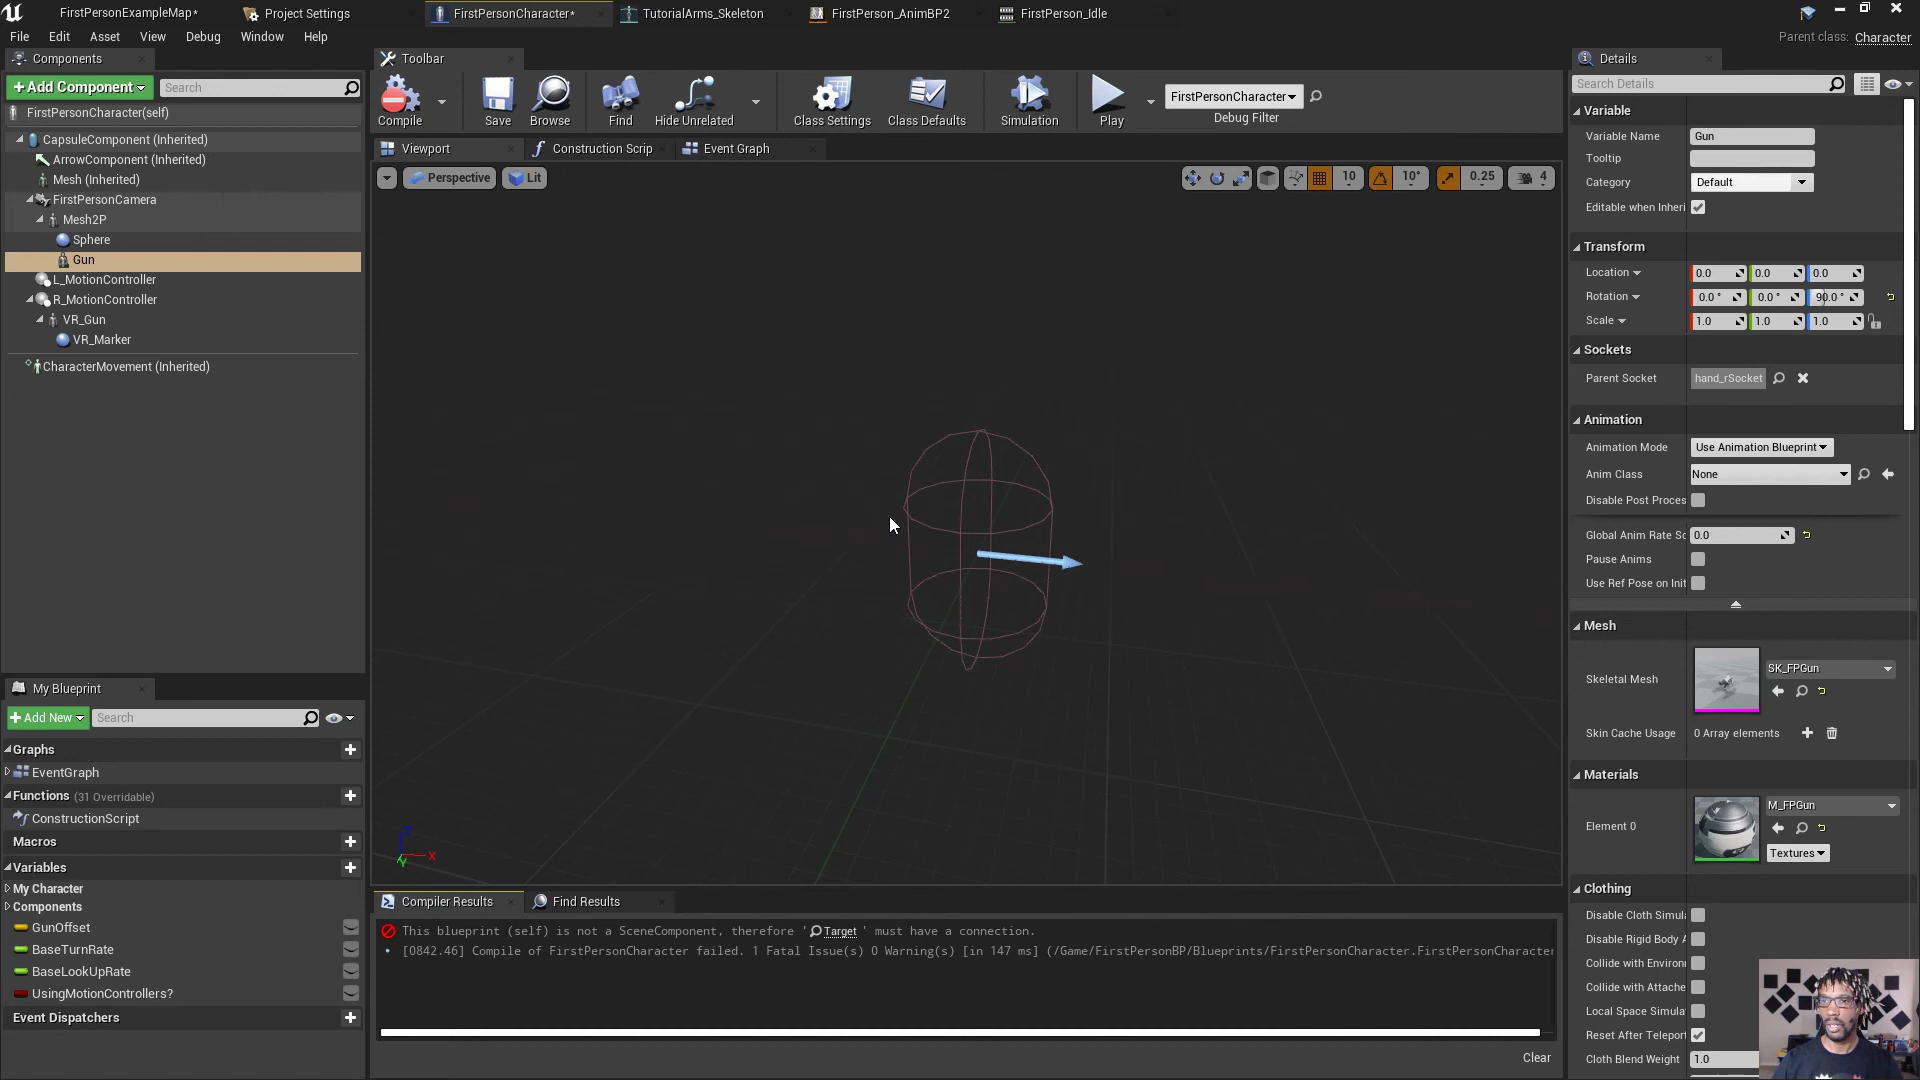 FirstPersonExampleMap*
Project Settings
FirstPersonCharacter*
TutorialArms_Skeleton
FirstPerson_AnimBP2
FirstPerson_Idle
File Edit Asset View Debug Window Help
Parent class: Character
Components
Toolbar
Details
+Add Component
Search
FirstPersonCharacter(self)
CapsuleComponent (Inherited)
ArrowComponent (Inherited)
Mesh (Inherited)
FirstPersonCamera
Mesh2P
Sphere
Gun
L_MotionController
R_MotionController
VR_Gun
VR_Marker
CharacterMovement (Inherited)
Compile
Save
Browse
Find
Hide Unrelated
Class Settings
Class Defaults
Simulation
Play
FirstPersonCharacter
Debug Filter
Viewport
Construction Scrip
Event Graph
Perspective
Lit
10
10°
0.25
4
X
Y
Z
My Blueprint
+Add New
Search
Graphs
EventGraph
Functions (31 Overridable)
ConstructionScript
Macros
Variables
My Character
Components
GunOffset
BaseTurnRate
BaseLookUpRate
UsingMotionControllers?
Event Dispatchers
Compiler Results
Find Results
This blueprint (self) is not a SceneComponent, therefore ' Target ' must have a connection.
[0842.46] Compile of FirstPersonCharacter failed. 1 Fatal Issue(s) 0 Warning(s) [in 147 ms] (/Game/FirstPersonBP/Blueprints/FirstPersonCharacter.FirstPersonCharacter
Clear
Search Details
Variable
Variable Name Gun
Tooltip
Category Default
Editable when Inheri
Transform
Location 0.0 0.0 0.0
Rotation 0.0 ° 0.0 ° 90.0 °
Scale 1.0 1.0 1.0
Sockets
Parent Socket hand_rSocket
Animation
Animation Mode Use Animation Blueprint
Anim Class None
Disable Post Proces
Global Anim Rate Sc 0.0
Pause Anims
Use Ref Pose on Init
Mesh
Skeletal Mesh SK_FPGun
Skin Cache Usage 0 Array elements
Materials
Element 0 M_FPGun
Textures
Clothing
Disable Cloth Simul
Disable Rigid Body A
Collide with Environ
Collide with Attache
Local Space Simula
Reset After Teleport
Cloth Blend Weight 1.0